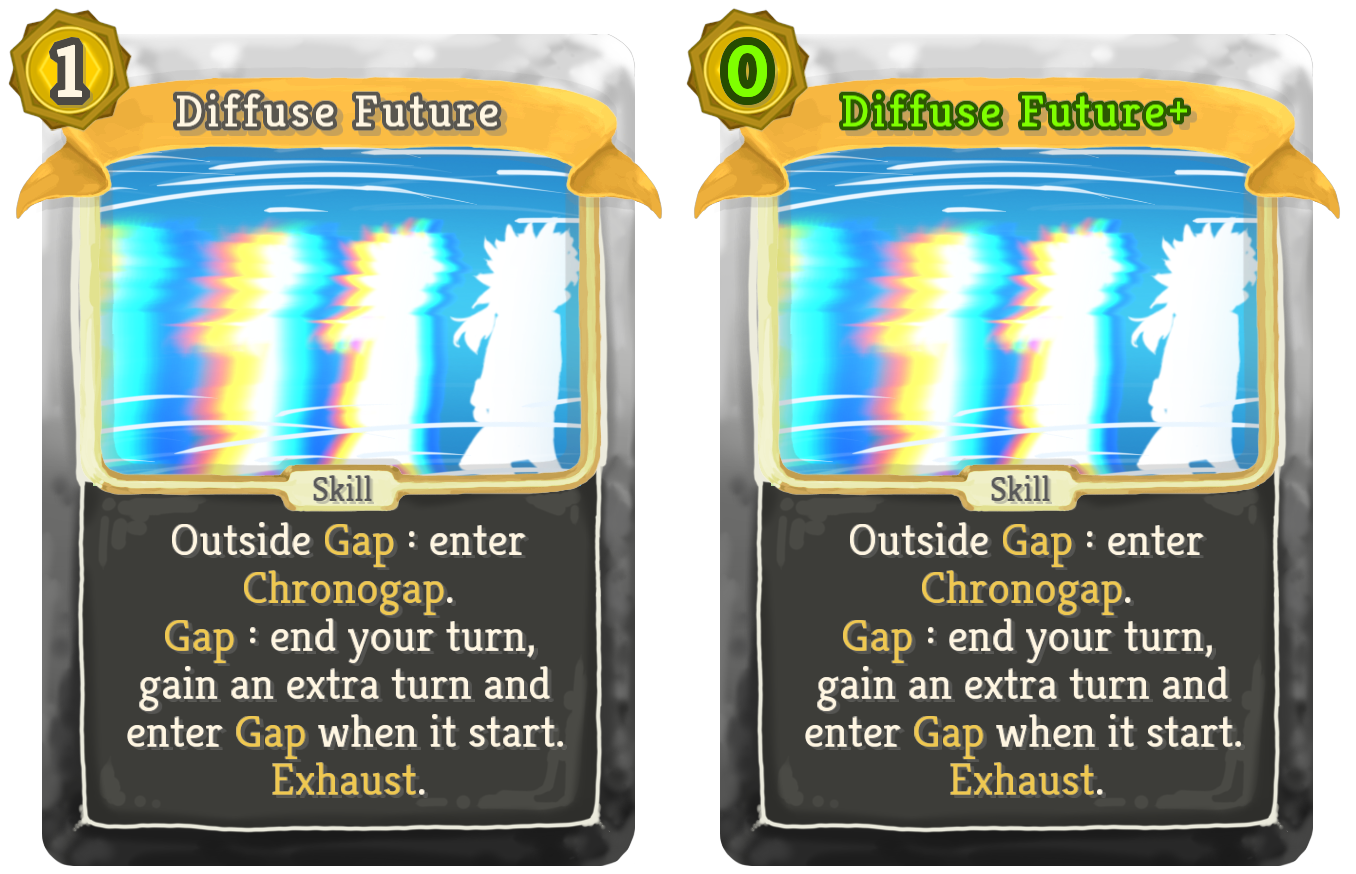 1
Diffuse Future
Skill
Outside Gap : enter
Chronogap.
Gap : end your turn,
gain an extra turn and
enter Gap when it start.
Exhaust.
0
Diffuse Future+
Skill
Outside Gap : enter
Chronogap.
Gap : end your turn,
gain an extra turn and
enter Gap when it start.
Exhaust.